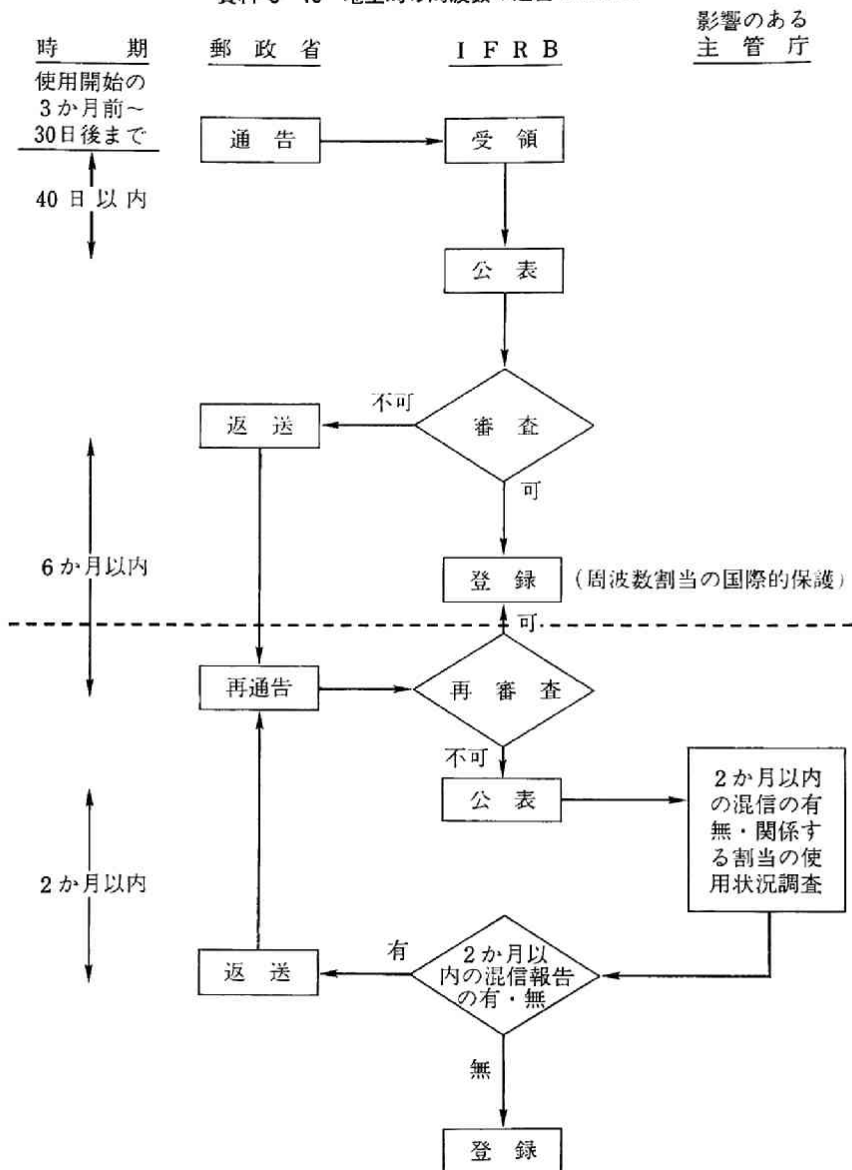 影響のある
時 期
郵 政 省
I F R B
主 管 庁
使用開始の
3か月前~
30日後まで
通 告
受 領
40日以内
公 表
不可
返 送
審 査
可
6か月以内
登 録
(周波数割当の国際的保護)
可
再通告
再 審 査
不可
公 表
2か月以内
の混信の有
無・関係す
る割当の使
用状況調査
2か月以内
有
返 送
2か月以
内の混信報告
の有・無
無
登 録